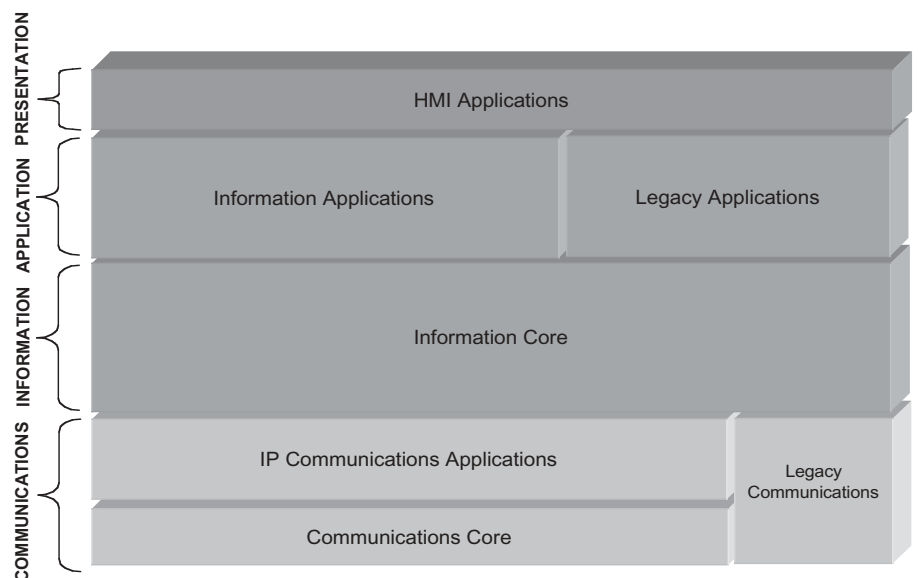 PRESENTATION
HMI Applications
APPLICATION
Information Applications
Legacy Applications
INFORMATION
Information Core
COMMUNICATIONS
IP Communications Applications
Legacy
Communications
Communications Core